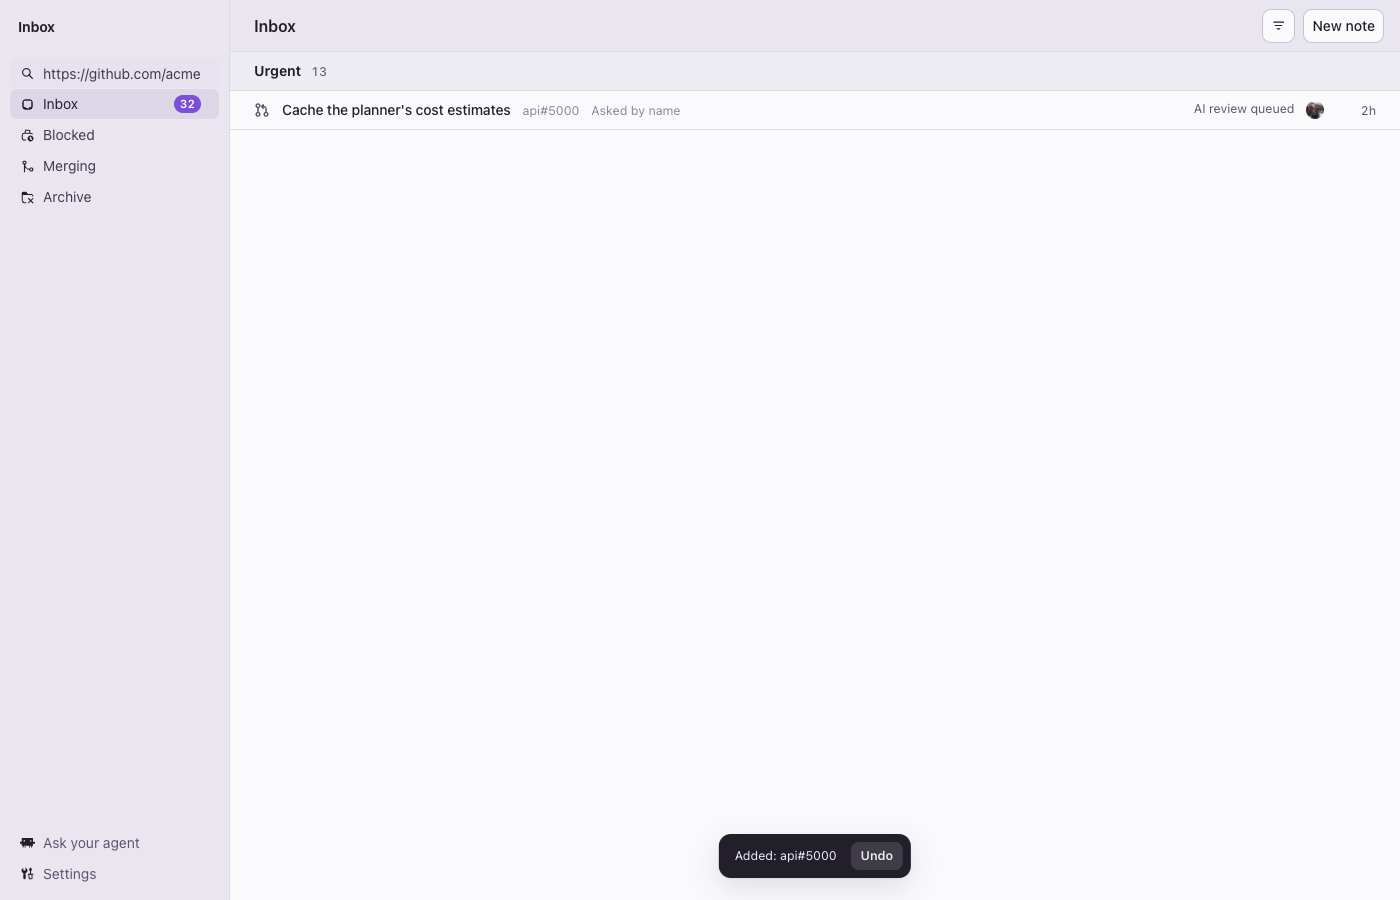 Inbox
https://github.com/acme
Inbox 32
Blocked
Merging
Archive
Ask your agent
Settings
Inbox
New note
Urgent 13
Cache the planner's cost estimates api#5000 Asked by name AI review queued 2h
Added: api#5000 Undo